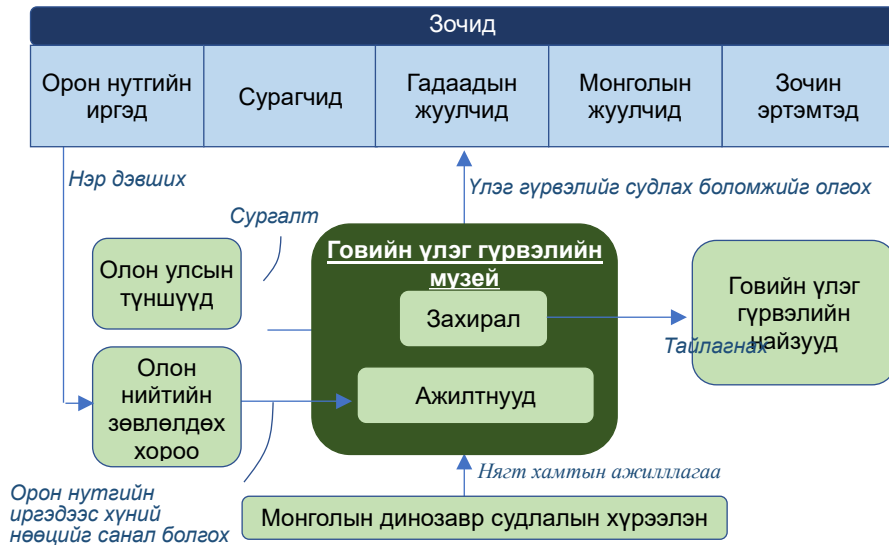 Зочид
Орон нутгийн
иргэд
Сурагчид
Гадаадын
жуулчид
Монголын
жуулчид
Зочин
эртэмтэд
Нэр дэвших
Үлэг гүрвэлийг судлах боломжийг олгох
Сургалт
Олон улсын
түншүүд
Говийн үлэг гүрвэлийн
музей
Захирал
Ажилтнууд
Тайлагнах
Говийн үлэг
гүрвэлийн
найзууд
Олон
нийтийн
зөвлөлдөх
хороо
Орон нутгийн
иргэдээс хүний
нөөцийг санал болгох
Нягт хамтын ажилллагаа
Монголын динозавр судлалын хүрээлэн